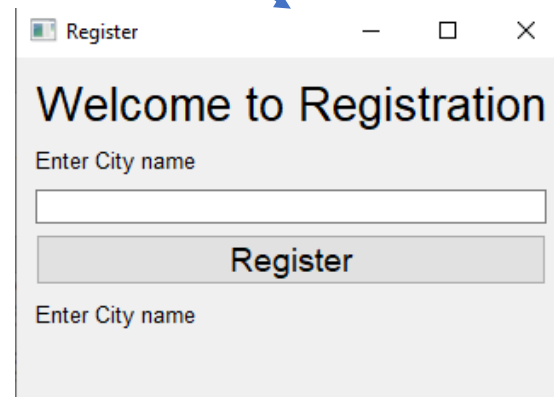 Register
Welcome to Registration
Enter City name
Register
Enter City name